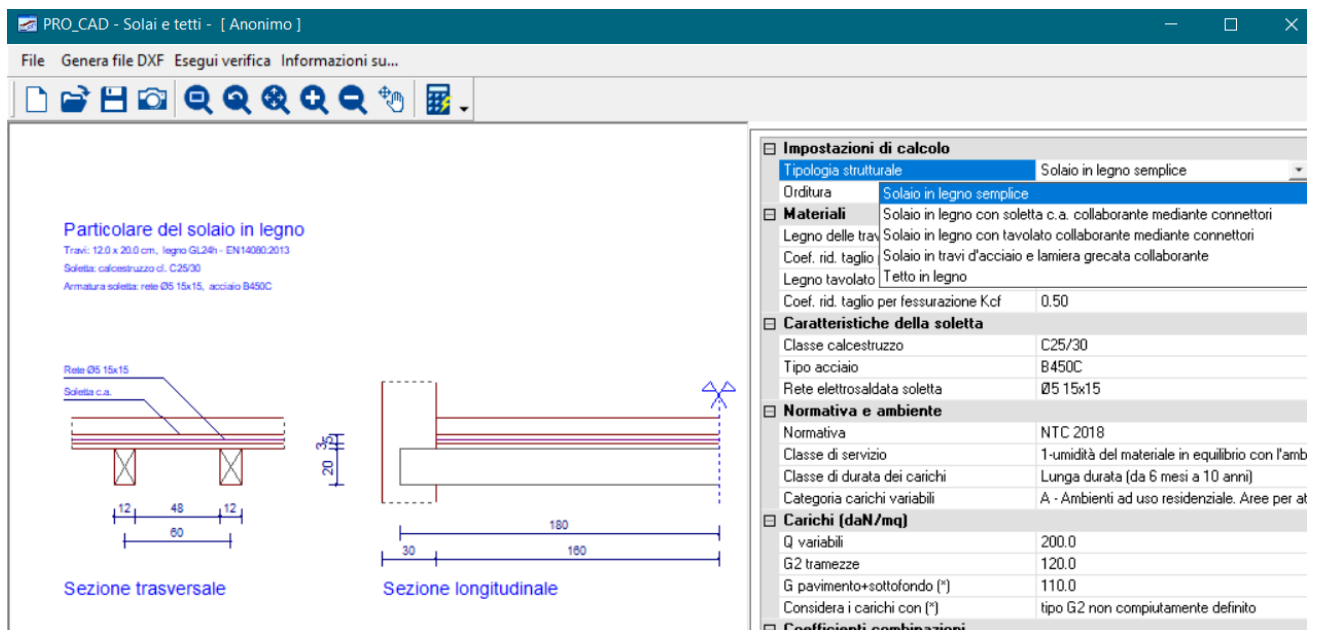 PRO_CAD - Solai e tetti -  [ Anonimo ]
File Genera file DXF Esegui verifica Informazioni su...
Particolare del solaio in legno
Travi: 12.0 x 20.0 cm, legno GL24h - EN14080:2013
Soletta: calcestruzzo cl. C25/30
Armatura soletta: rete Ø5 15x15, acciaio B450C
Rete Ø5 15x15
Soletta c.a.
3 5
20
12 48 12
60
180
30 160
Sezione trasversale
Sezione longitudinale
Impostazioni di calcolo
Tipologia strutturale Solaio in legno semplice
Orditura
Solaio in legno semplice
Solaio in legno con soletta c.a. collaborante mediante connettori
Solaio in legno con tavolato collaborante mediante connettori
Solaio in travi d'acciaio e lamiera grecata collaborante
Tetto in legno
Materiali
Legno delle trav
Coef. rid. taglio
Legno tavolato
Coef. rid. taglio per fessurazione Kcf 0.50
Caratteristiche della soletta
Classe calcestruzzo C25/30
Tipo acciaio B450C
Rete elettrosaldata soletta Ø5 15x15
Normativa e ambiente
Normativa NTC 2018
Classe di servizio 1-umidità del materiale in equilibrio con l'amb
Classe di durata dei carichi Lunga durata (da 6 mesi a 10 anni)
Categoria carichi variabili A - Ambienti ad uso residenziale. Aree per at
Carichi (daN/mq)
Q variabili 200.0
G2 tramezze 120.0
G pavimento+sottofondo (*) 110.0
Considera i carichi con (*) tipo G2 non compiutamente definito
Coefficienti combinazioni